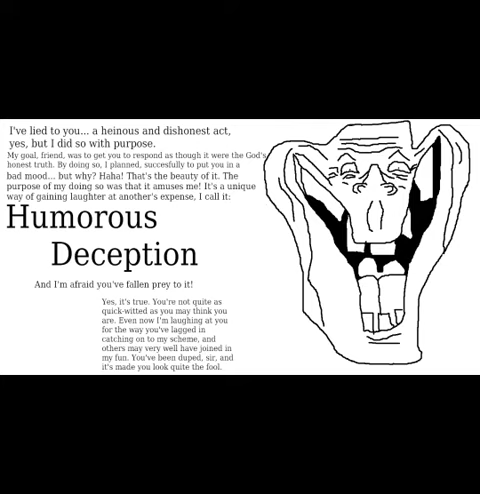 I've lied to you... a heinous and dishonest act,
yes, but I did so with purpose.
My goal, friend, was to get you to respond as though it were the God's
honest truth. By doing so, I planned, succesfully to put you in a
bad mood... but why? Haha! That's the beauty of it. The
purpose of my doing so was that it amuses me! It's a unique
way of gaining laughter at another's expense, I call it:
Humorous
Deception
And I'm afraid you've fallen prey to it!
Yes, it's true. You're not quite as
quick-witted as you may think you
are. Even now I'm laughing at you
for the way you've lagged in
catching on to my scheme, and
others may very well have joined in
my fun. You've been duped, sir, and
it's made you look quite the fool.